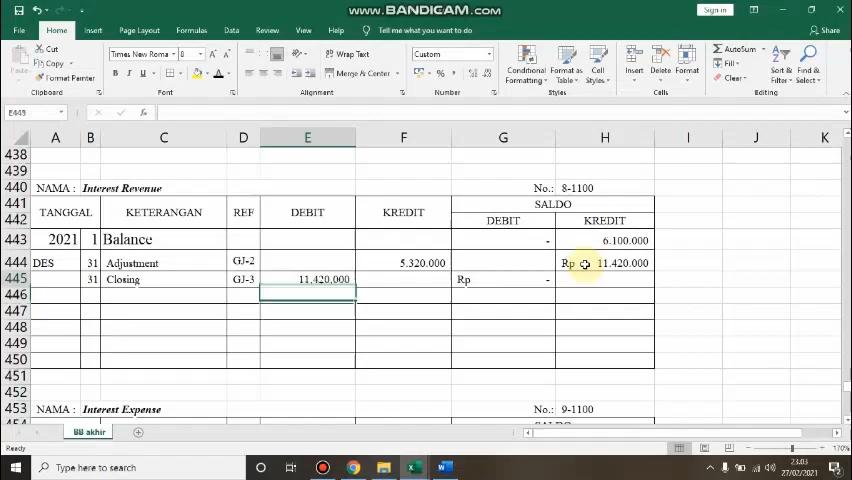 WWW.BANDICAM.COM
Sign in
File
Home
Insert
Page Layout
Formulas
Data
Review
View
Help
Tell me what you want to do
Share
Paste
Cut
Copy
Format Painter
Clipboard
Times New Rom
8
B I U
Font
Wrap Text
Merge & Center
Alignment
Custom
Number
Conditional Formatting
Format as Table
Cell Styles
Styles
Insert
Delete
Format
Cells
AutoSum
Fill
Clear
Sort & Filter
Find & Select
Editing
E449
fx
A B C D E F G H I J K
438
439
440 NAMA : Interest Revenue No.: 8-1100
441 TANGGAL KETERANGAN REF DEBIT KREDIT SALDO
442 DEBIT KREDIT
443 2021 1 Balance - 6.100.000
444 DES 31 Adjustment GJ-2 5.320.000 Rp 11.420.000
445 31 Closing GJ-3 11,420,000 Rp -
446
447
448
449
450
451
452
453 NAMA : Interest Expense No.: 9-1100
454 SALDO
BB akhir
Ready
170%
Type here to search
23.03
27/02/2021